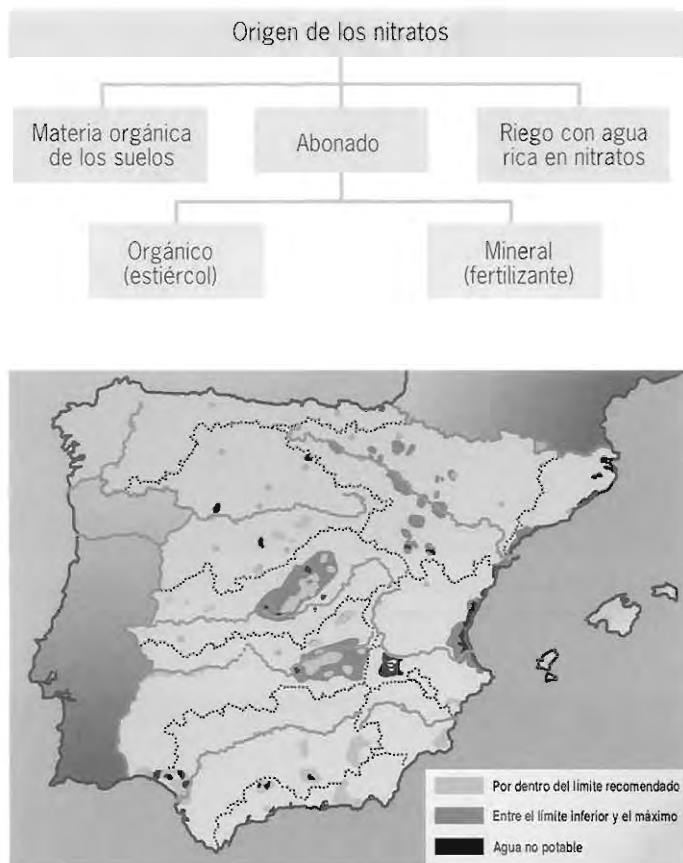 Origen de los nitratos
Materia orgánica
de los suelos
Abonado
Riego con agua
rica en nitratos
Orgánico
(estiércol)
Mineral
(fertilizante)
Por dentro del límite recomendado
Entre el límite inferior y el máximo
Agua no potable